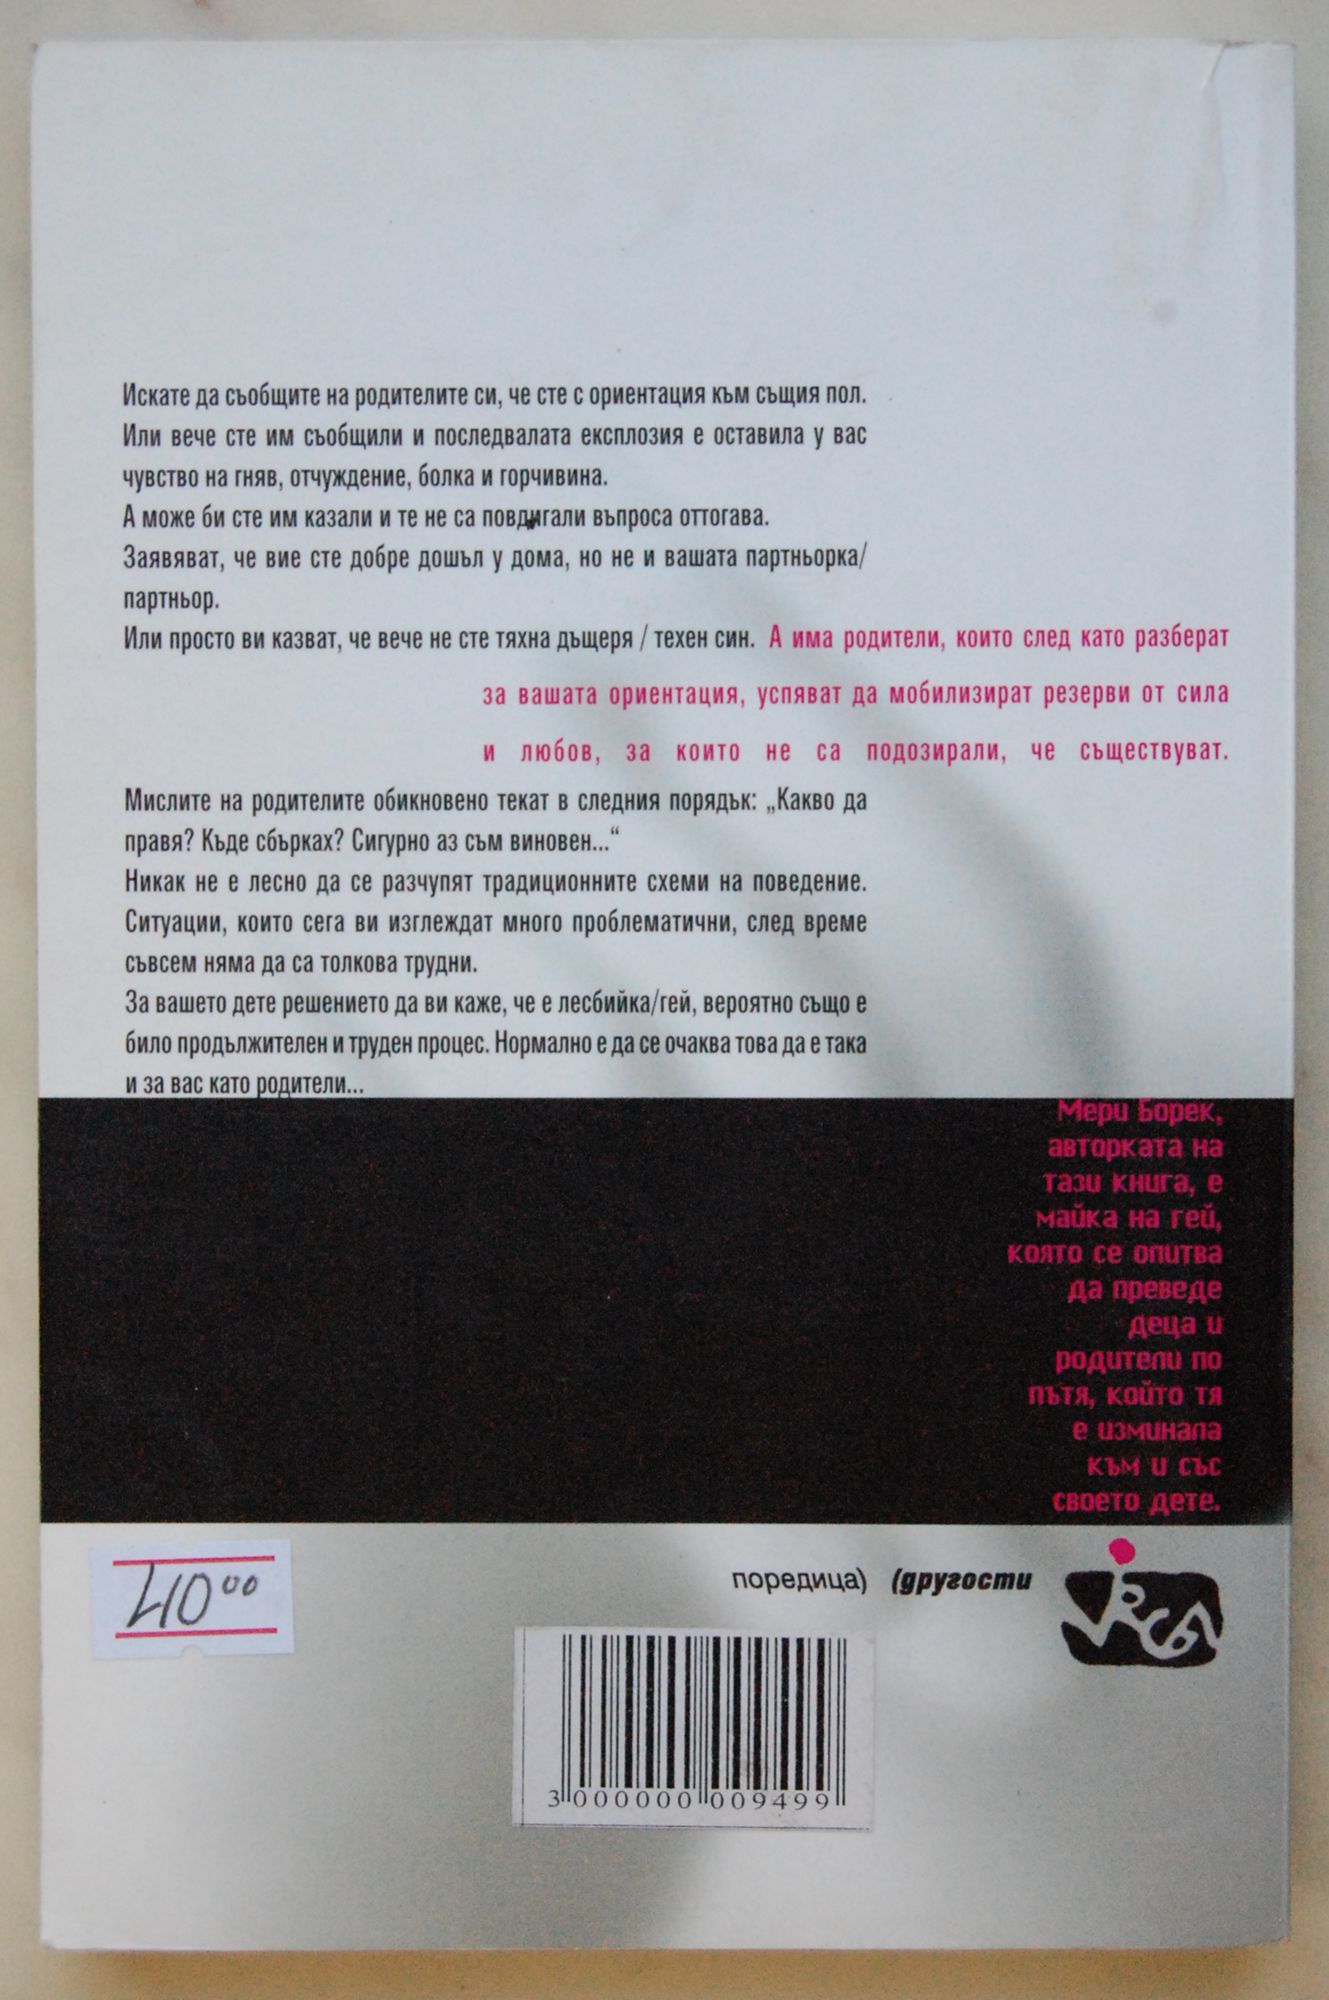 Искате да съобщите на родителите си, че сте с ориентация към същия пол.
Или вече сте им съобщили и последвалата експлозия е оставила у вас
чувство на гняв, отчуждение, болка и горчивина.
А може би сте им казали и те не са повдигали въпроса оттогава.
Заявяват, че вие сте добре дошъл у дома, но не и вашата партньорка/
партньор.
Или просто ви казват, че вече не сте тяхна дъщеря / техен син. А има родители, които след като разберат
за вашата ориентация, успяват да мобилизират резерви от сила
и любов, за които не са подозирали, че съществуват.
Мислите на родителите обикновено текат в следния порядък: „Какво да
правя? Къде сбърках? Сигурно аз съм виновен...“
Никак не е лесно да се разчупят традиционните схеми на поведение.
Ситуации, които сега ви изглеждат много проблематични, след време
съвсем няма да са толкова трудни.
За вашето дете решението да ви каже, че е лесбийка/гей, вероятно също е
било продължителен и труден процес. Нормално е да се очаква това да е така
и за вас като родители...
Мери Борек,
авторката на
тази книга, е
майка на гей,
която се опитва
да преведе
деца и
родители по
пътя, който тя
е изминала
към и със
своето дете.
поредица) (другости
40⁰⁰
3 000000 009499